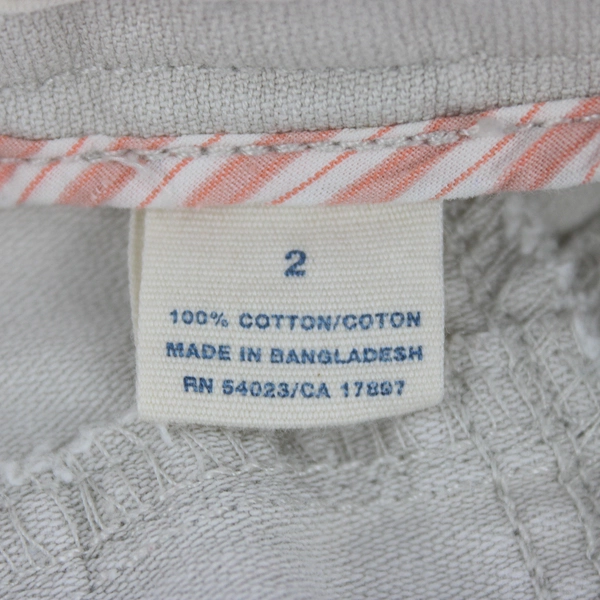 2
100% COTTON/COTON
MADE IN BANGLADESH
RN 54023/CA 17897